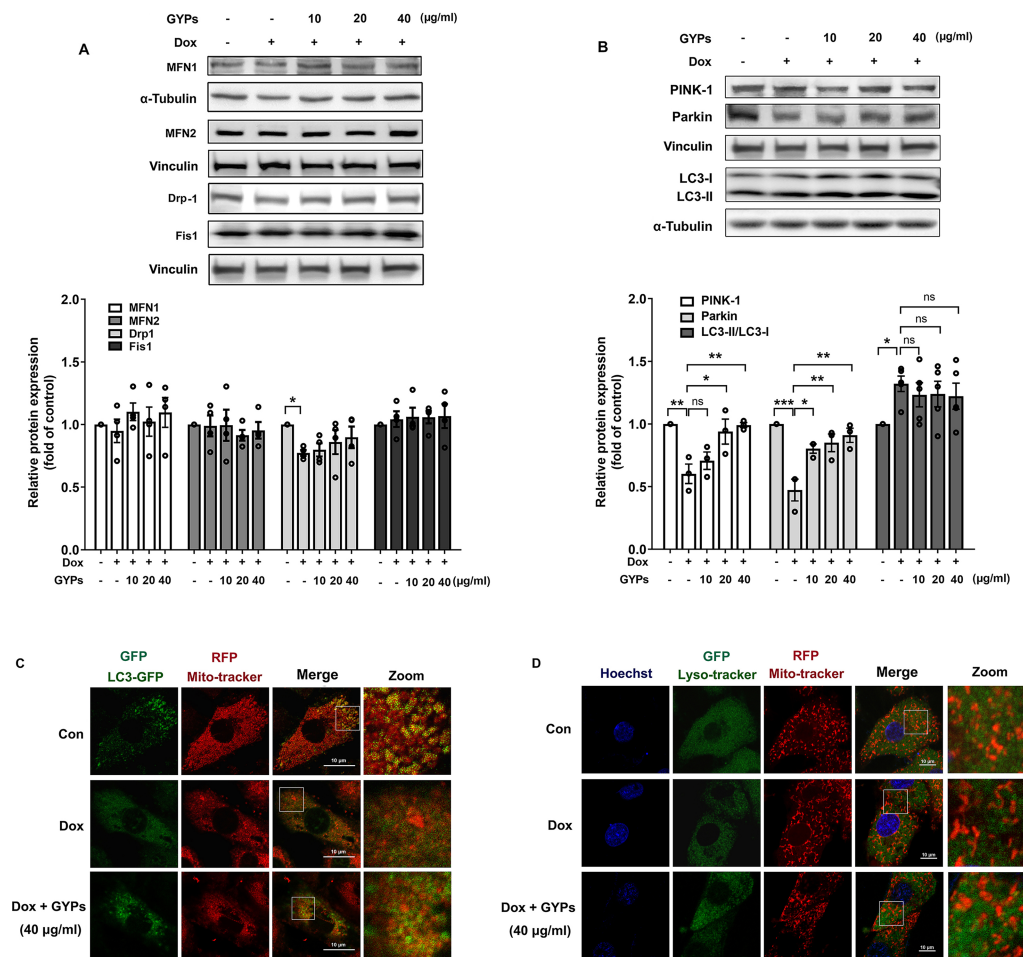 A
GYPs - - 10 20 40 (µg/ml)
Dox - + + + +
MFN1
α-Tubulin
MFN2
Vinculin
Drp-1
Fis1
Vinculin
2.0
1.5
1.0
0.5
0.0
Relative protein expression
(fold of control)
MFN1
MFN2
Drp1
Fis1
*
Dox - + + + + - + + + + - + + + + - + + + +
GYPs - - 10 20 40 - - 10 20 40 - - 10 20 40 - - 10 20 40 (µg/ml)
B
GYPs - - 10 20 40 (µg/ml)
Dox - + + + +
PINK-1
Parkin
Vinculin
LC3-I
LC3-II
α-Tubulin
2.0
1.5
1.0
0.5
0.0
Relative protein expression
(fold of control)
PINK-1
Parkin
LC3-II/LC3-I
** ns * **
*** * ** **
* ns ns ns
Dox - + + + + - + + + + - + + + +
GYPs - - 10 20 40 - - 10 20 40 - - 10 20 40 (µg/ml)
C
GFP RFP
LC3-GFP Mito-tracker Merge Zoom
Con
10 µm
Dox
10 µm
Dox + GYPs
(40 µg/ml)
10 µm
D
GFP RFP
Hoechst Lyso-tracker Mito-tracker Merge Zoom
Con
10 µm
Dox
10 µm
Dox + GYPs
(40 µg/ml)
10 µm